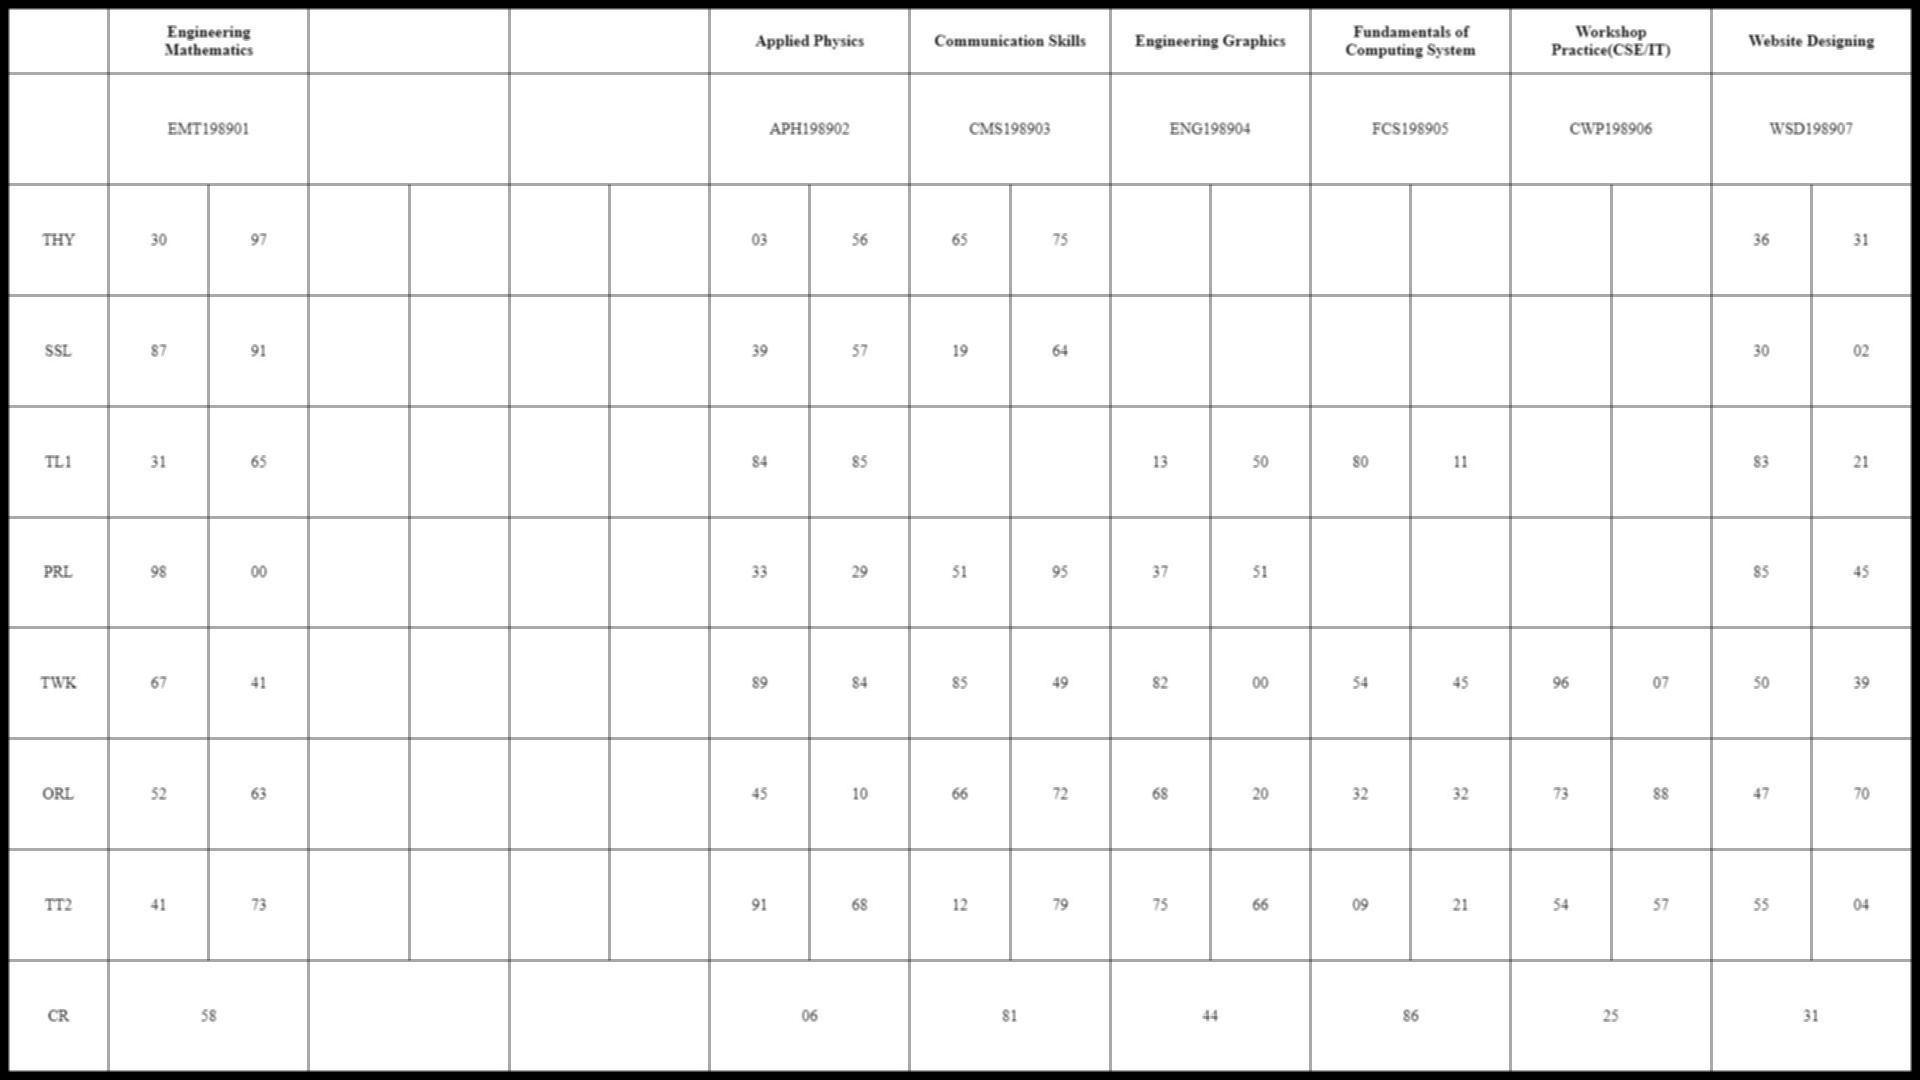 Engineering Mathematics Applied Physics Communication Skills Engineering Graphics Fundamentals of Computing System Workshop Practice(CSE/IT) Website Designing
EMT198901 APH198902 CMS198903 ENG198904 FCS198905 CWP198906 WSD198907
THY 30 97 03 56 65 75 36 31
SSL 87 91 39 57 19 64 30 02
TL1 31 65 84 85 13 50 80 11 83 21
PRL 98 00 33 29 51 95 37 51 85 45
TWK 67 41 89 84 85 49 82 00 54 45 96 07 50 39
ORL 52 63 45 10 66 72 68 20 32 32 73 88 47 70
TT2 41 73 91 68 12 79 75 66 09 21 54 57 55 04
CR 58 06 81 44 86 25 31